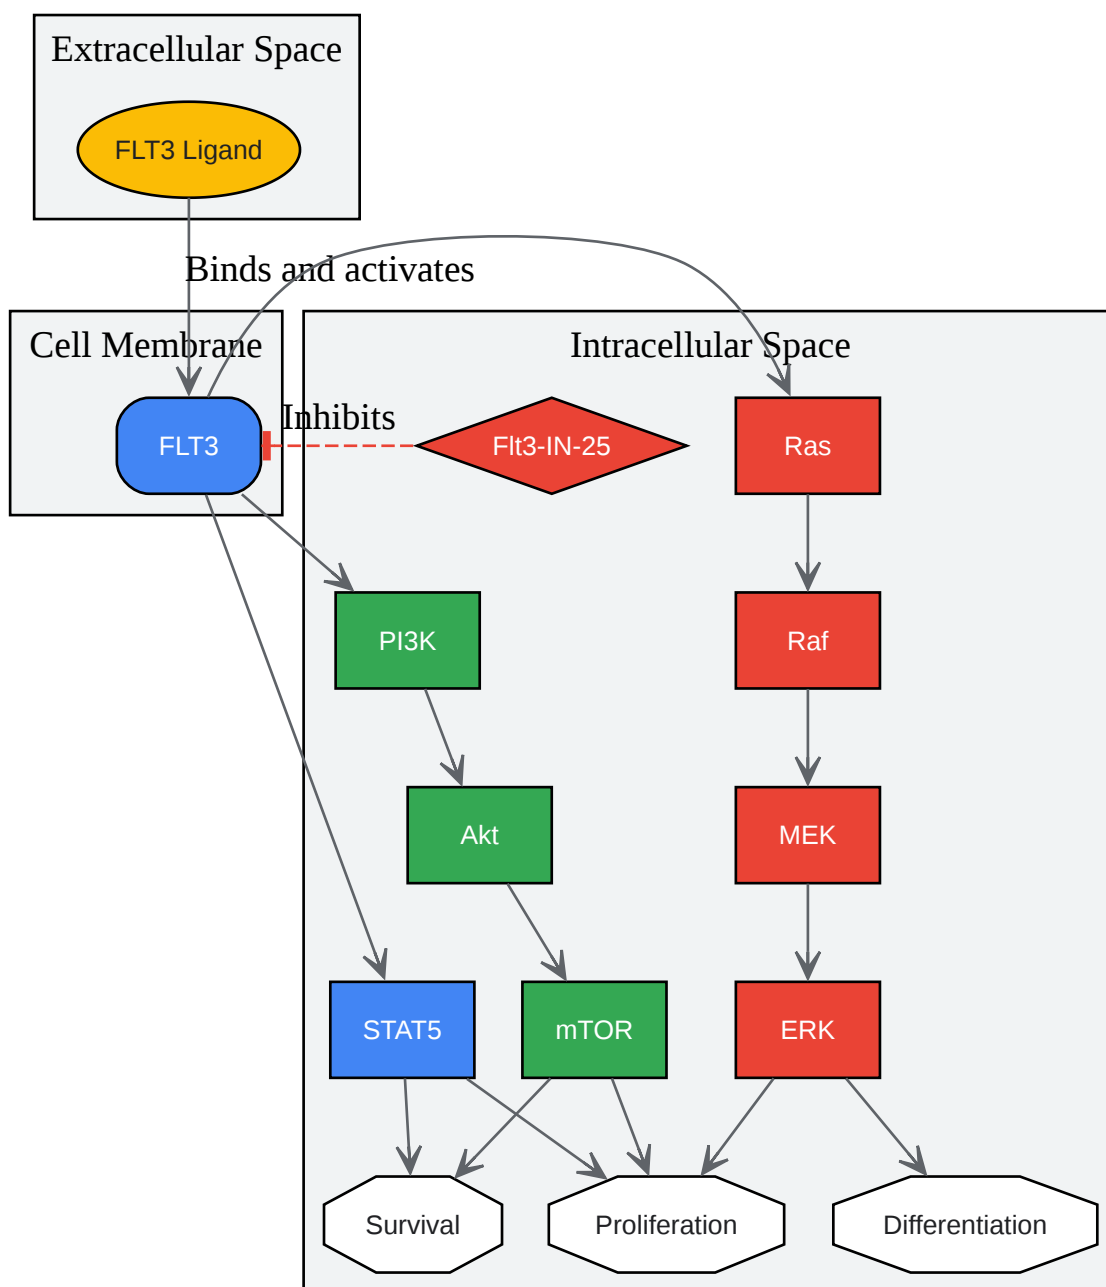 Extracellular Space
FLT3 Ligand
Binds and activates
Cell Membrane
Intracellular Space
Inhibits
FLT3
Flt3-IN-25
Ras
PI3K
Raf
Akt
MEK
STAT5
mTOR
ERK
Survival
Proliferation
Differentiation